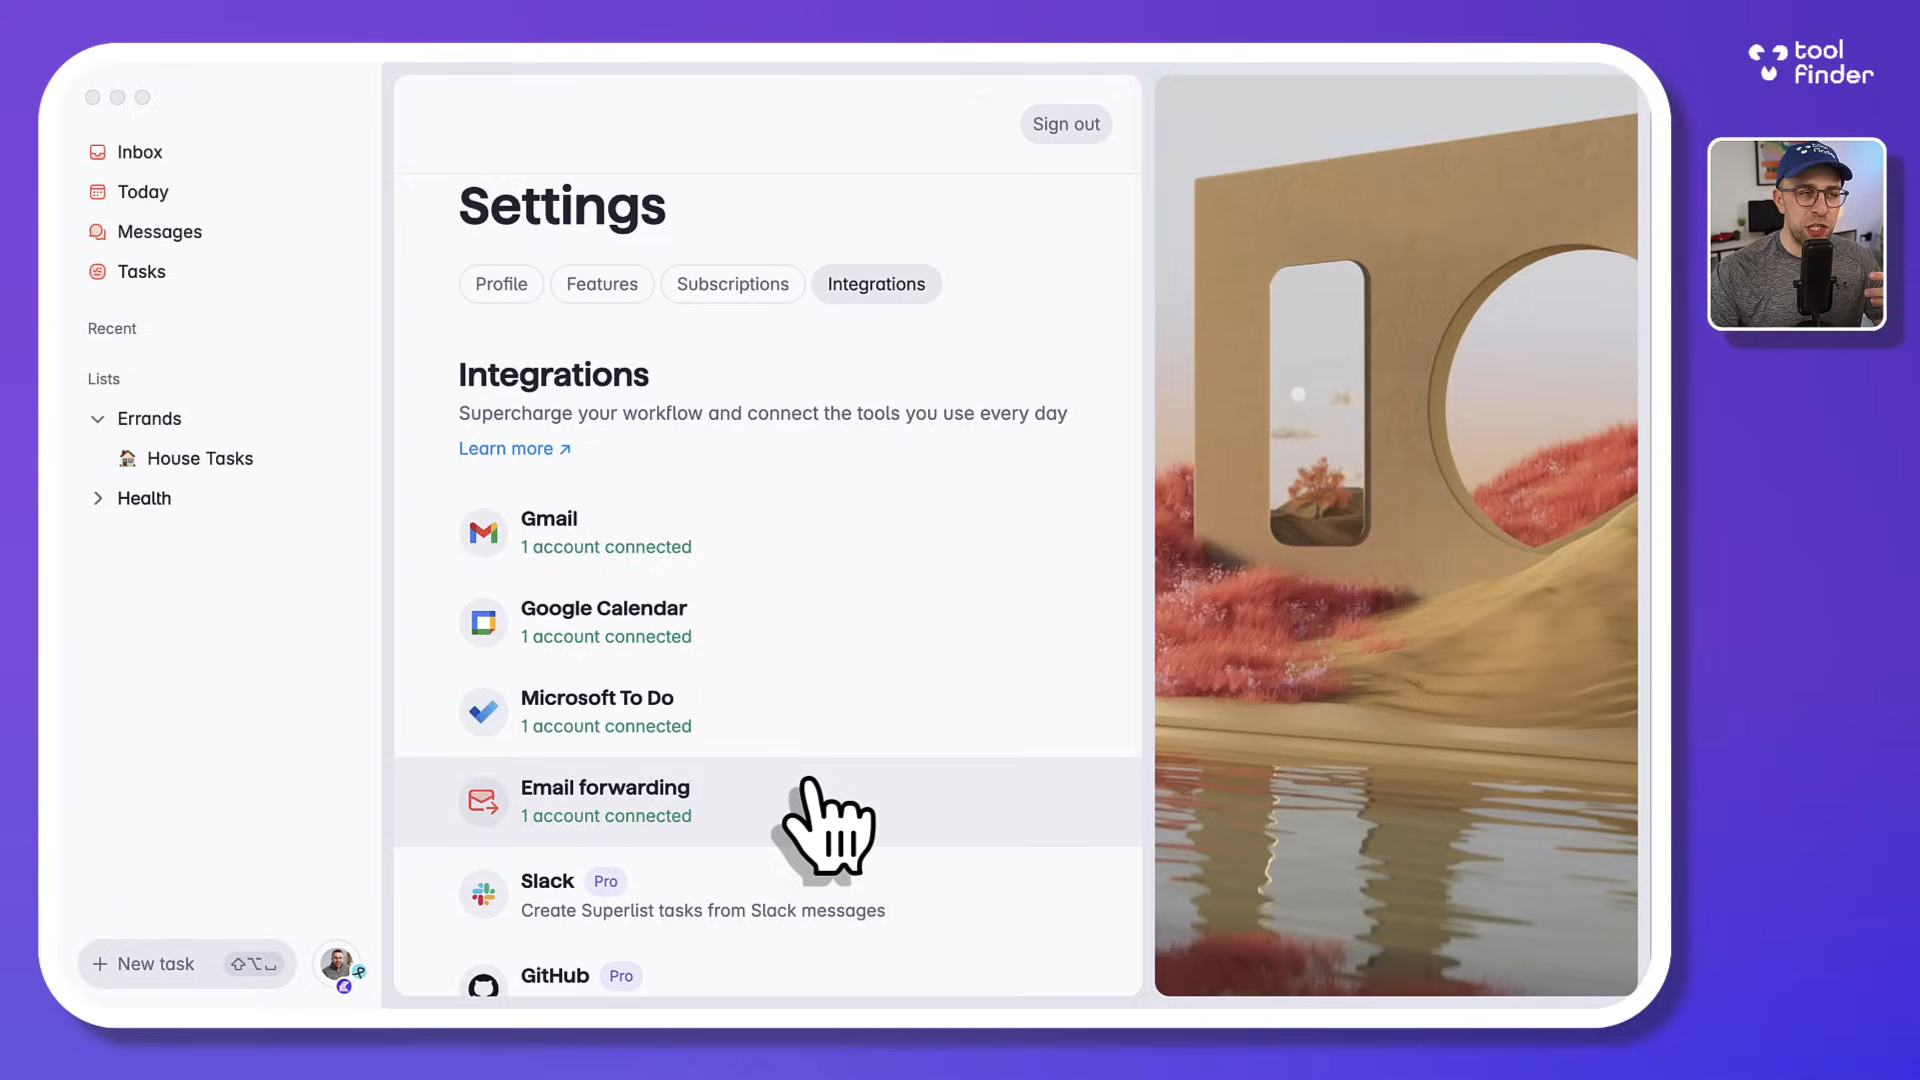 tool
finder
Inbox
Today
Messages
Tasks
Recent
Lists
Errands
House Tasks
Health
New task
Sign out
Settings
Profile
Features
Subscriptions
Integrations
Integrations
Supercharge your workflow and connect the tools you use every day
Learn more ↗
Gmail
1 account connected
Google Calendar
1 account connected
Microsoft To Do
1 account connected
Email forwarding
1 account connected
Slack Pro
Create Superlist tasks from Slack messages
GitHub Pro
tool
finder